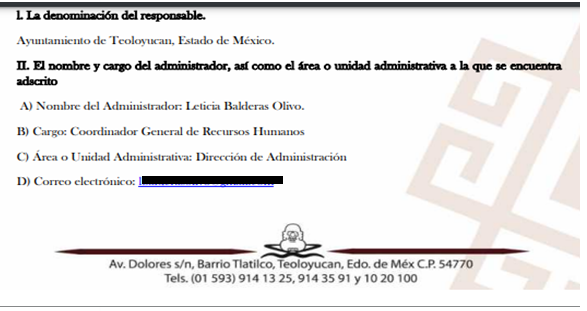 I. La denominación del responsable.
Ayuntamiento de Teoloyucan, Estado de México.
II. El nombre y cargo del administrador, así como el área o unidad administrativa a la que se encuentra
adscrito
A) Nombre del Administrador: Leticia Balderas Olivo.
B) Cargo: Coordinador General de Recursos Humanos
C) Área o Unidad Administrativa: Dirección de Administración
D) Correo electrónico:
Av. Dolores s/n, Barrio Tlatilco, Teoloyucan, Edo. de Méx C.P. 54770
Tels. (01 593) 914 13 25, 914 35 91 y 10 20 100